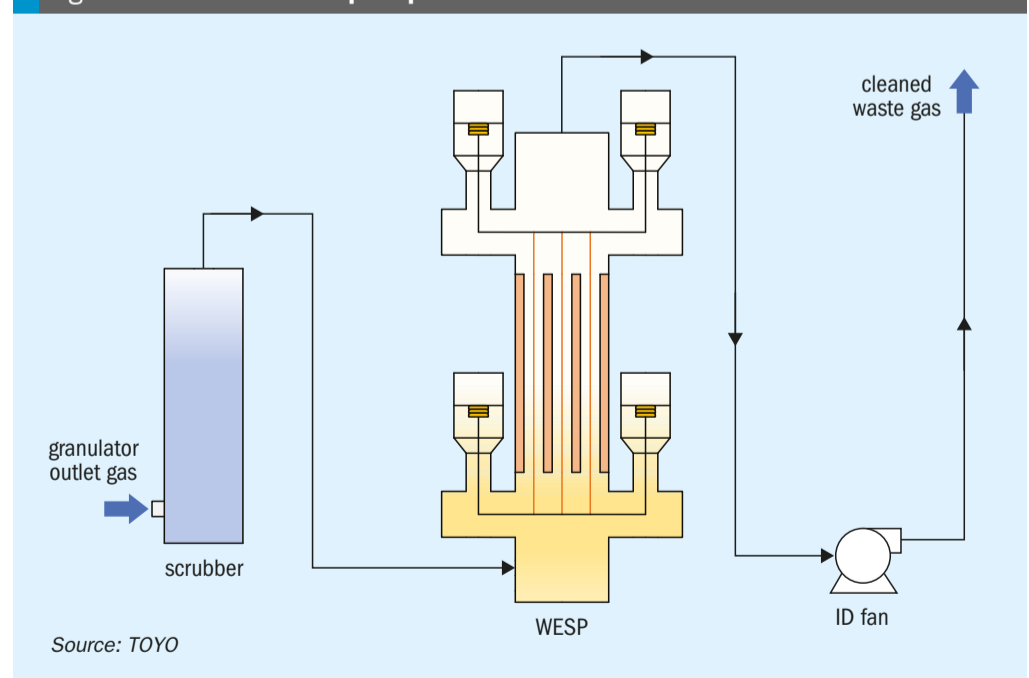 granulator
outlet gas
scrubber
WESP
ID fan
cleaned
waste gas
Source: TOYO